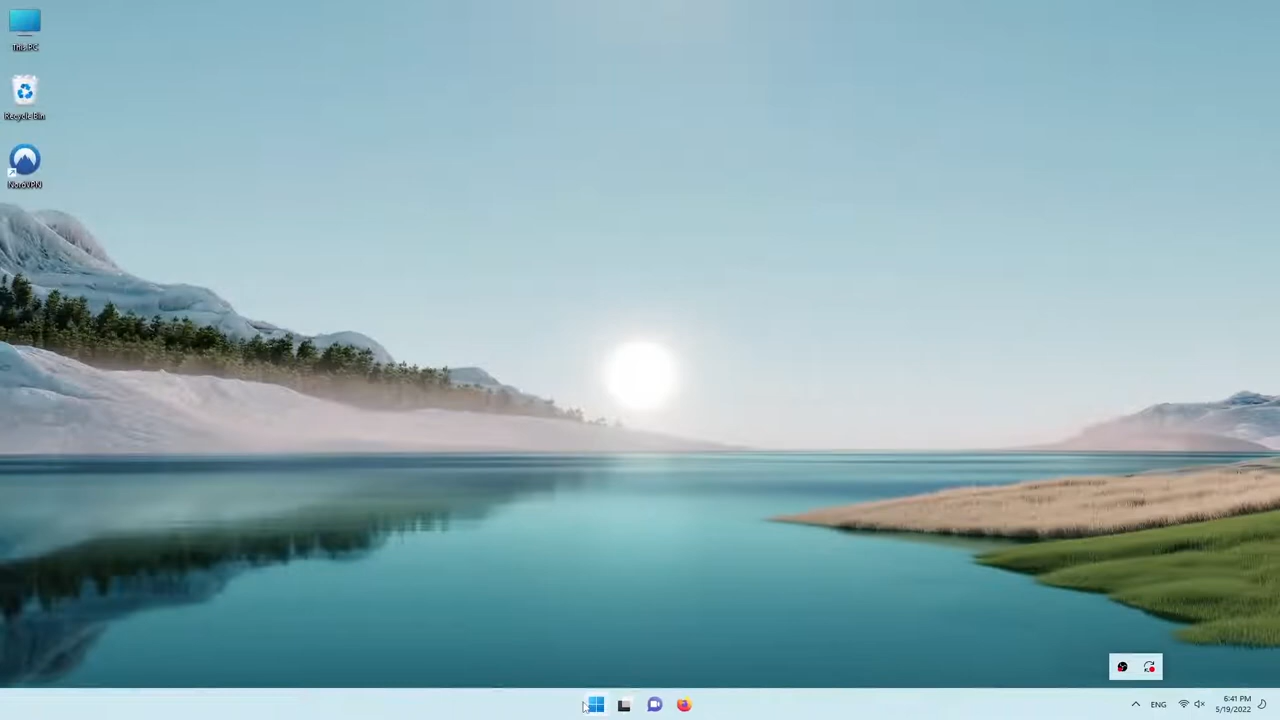 This PC
Recycle Bin
NordVPN
ENG
6:41 PM
5/19/2022